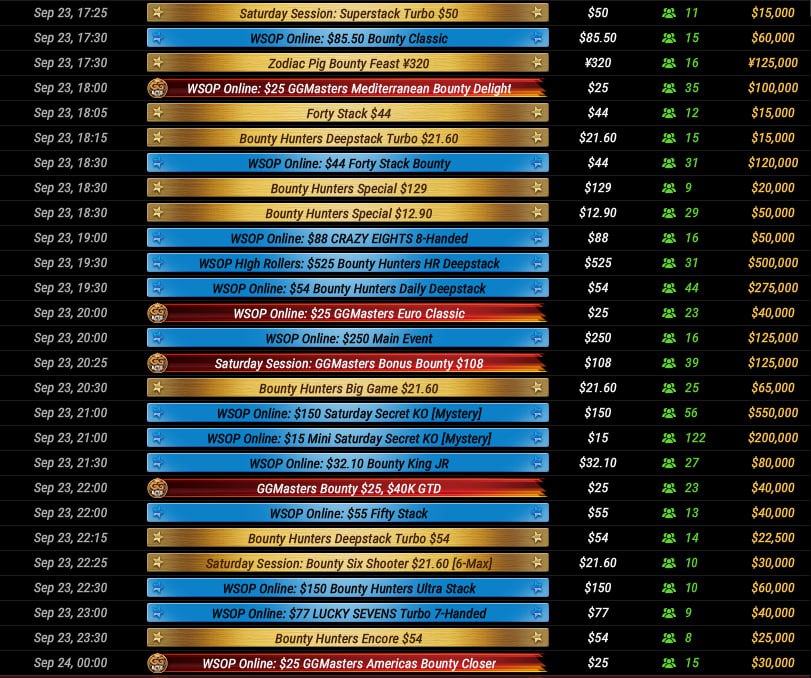 Sep 23, 17:25 Saturday Session: Superstack Turbo $50 $50 11 $15,000
Sep 23, 17:30 WSOP Online: $85.50 Bounty Classic $85.50 15 $60,000
Sep 23, 17:30 Zodiac Pig Bounty Feast ¥320 ¥320 16 ¥125,000
Sep 23, 18:00 WSOP Online: $25 GGMasters Mediterranean Bounty Delight $25 35 $100,000
Sep 23, 18:05 Forty Stack $44 $44 12 $15,000
Sep 23, 18:15 Bounty Hunters Deepstack Turbo $21.60 $21.60 15 $15,000
Sep 23, 18:30 WSOP Online: $44 Forty Stack Bounty $44 31 $120,000
Sep 23, 18:30 Bounty Hunters Special $129 $129 9 $20,000
Sep 23, 18:30 Bounty Hunters Special $12.90 $12.90 29 $50,000
Sep 23, 19:00 WSOP Online: $88 CRAZY EIGHTS 8-Handed $88 16 $50,000
Sep 23, 19:30 WSOP HIgh Rollers: $525 Bounty Hunters HR Deepstack $525 31 $500,000
Sep 23, 19:30 WSOP Online: $54 Bounty Hunters Daily Deepstack $54 44 $275,000
Sep 23, 20:00 WSOP Online: $25 GGMasters Euro Classic $25 23 $40,000
Sep 23, 20:00 WSOP Online: $250 Main Event $250 16 $125,000
Sep 23, 20:25 Saturday Session: GGMasters Bonus Bounty $108 $108 39 $125,000
Sep 23, 20:30 Bounty Hunters Big Game $21.60 $21.60 25 $65,000
Sep 23, 21:00 WSOP Online: $150 Saturday Secret KO [Mystery] $150 56 $550,000
Sep 23, 21:00 WSOP Online: $15 Mini Saturday Secret KO [Mystery] $15 122 $200,000
Sep 23, 21:30 WSOP Online: $32.10 Bounty King JR $32.10 27 $80,000
Sep 23, 22:00 GGMasters Bounty $25, $40K GTD $25 23 $40,000
Sep 23, 22:00 WSOP Online: $55 Fifty Stack $55 13 $40,000
Sep 23, 22:15 Bounty Hunters Deepstack Turbo $54 $54 14 $22,500
Sep 23, 22:25 Saturday Session: Bounty Six Shooter $21.60 [6-Max] $21.60 10 $30,000
Sep 23, 22:30 WSOP Online: $150 Bounty Hunters Ultra Stack $150 10 $60,000
Sep 23, 23:00 WSOP Online: $77 LUCKY SEVENS Turbo 7-Handed $77 9 $40,000
Sep 23, 23:30 Bounty Hunters Encore $54 $54 8 $25,000
Sep 24, 00:00 WSOP Online: $25 GGMasters Americas Bounty Closer $25 15 $30,000